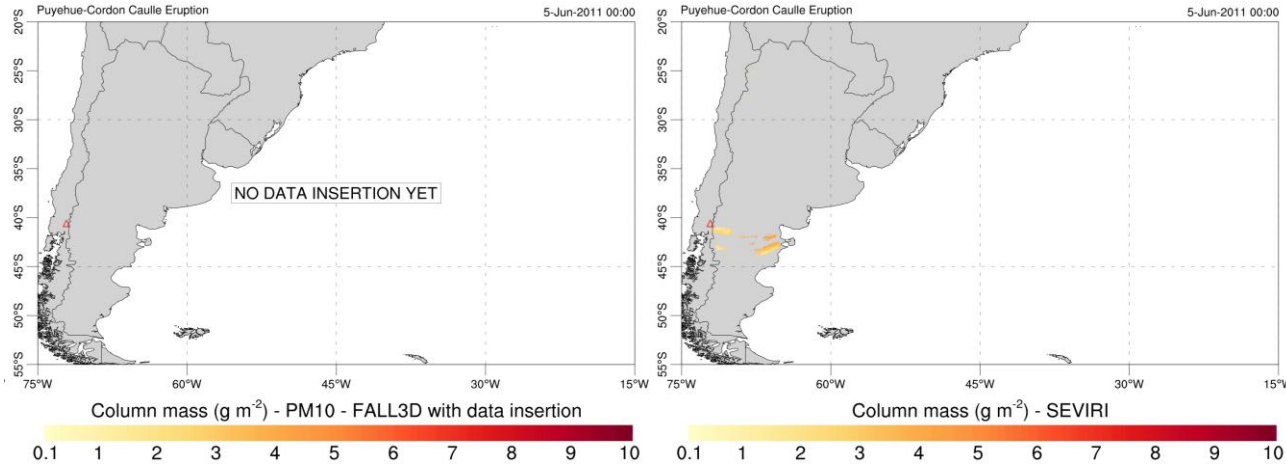 Puyehue-Cordon Caulle Eruption 5-Jun-2011 00:00
20°S
25°S
30°S
35°S
40°S
45°S
50°S
55°S
NO DATA INSERTION YET
75°W 60°W 45°W 30°W 15°W
Column mass (g m-2) - PM10 - FALL3D with data insertion
0.1 1 2 3 4 5 6 7 8 9 10
Puyehue-Cordon Caulle Eruption 5-Jun-2011 00:00
20°S
25°S
30°S
35°S
40°S
45°S
50°S
55°S
75°W 60°W 45°W 30°W 15°W
Column mass (g m-2) - SEVIRI
0.1 1 2 3 4 5 6 7 8 9 10